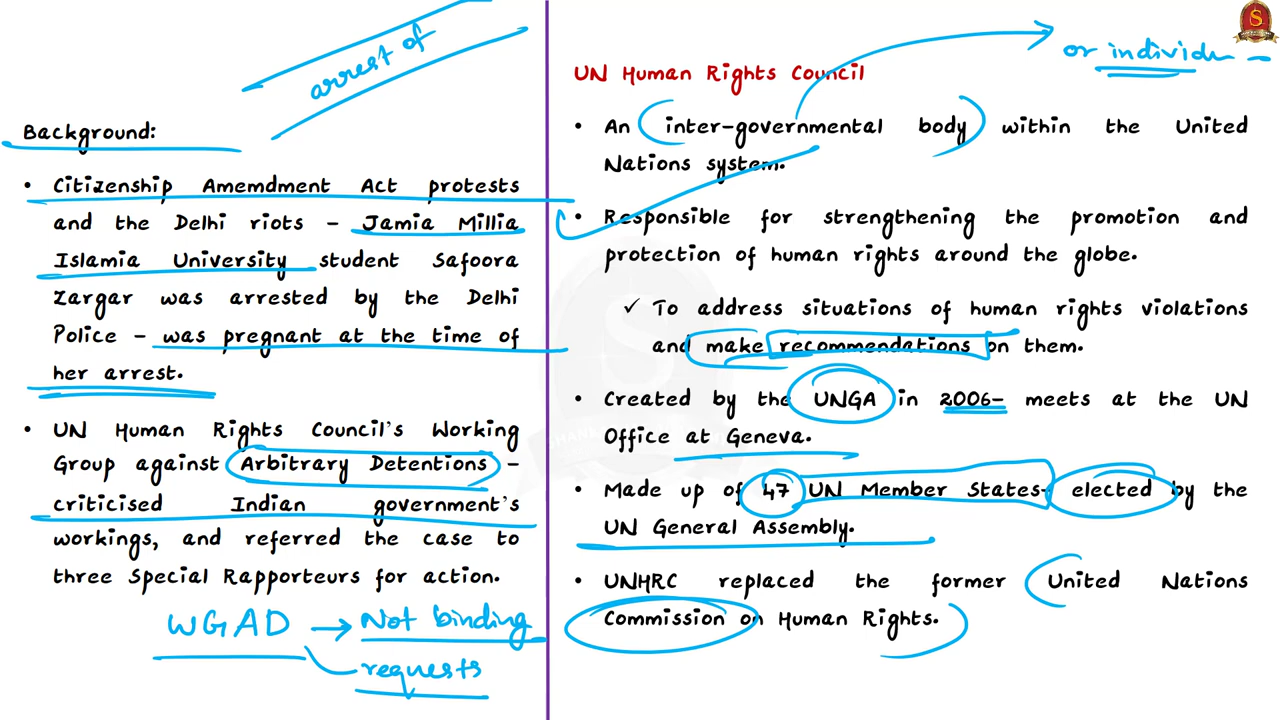 arrest of
Background:
• Citizenship Amemdment Act protests
and the Delhi riots – Jamia Millia
Islamia University student Safoora
Zargar was arrested by the Delhi
Police – was pregnant at the time of
her arrest.
• UN Human Rights Council's Working
Group against Arbitrary Detentions –
criticised Indian government's
workings, and referred the case to
three Special Rapporteurs for action.
WGAD → Not binding
requests
or individu
UN Human Rights Council
• An inter-governmental body within the United
Nations system.
• Responsible for strengthening the promotion and
protection of human rights around the globe.
✓ To address situations of human rights violations
and make recommendations on them.
• Created by the UNGA in 2006– meets at the UN
Office at Geneva.
• Made up of 47 UN Member States– elected by the
UN General Assembly.
• UNHRC replaced the former United Nations
Commission on Human Rights.